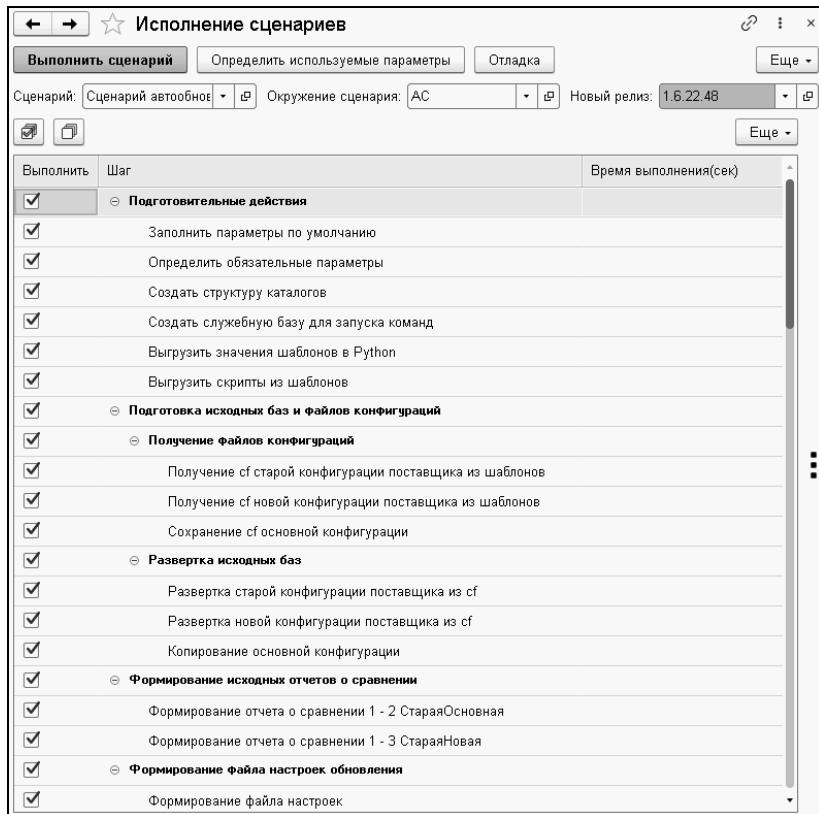 Исполнение сценариев
Выполнить сценарий Определить используемые параметры Отладка Еще
Сценарий: Сценарий автообное Окружение сценария: АС Новый релиз: 1.6.22.48
Еще
Выполнить Шаг Время выполнения(сек)
Подготовительные действия
Заполнить параметры по умолчанию
Определить обязательные параметры
Создать структуру каталогов
Создать служебную базу для запуска команд
Выгрузить значения шаблонов в Python
Выгрузить скрипты из шаблонов
Подготовка исходных баз и файлов конфигураций
Получение файлов конфигураций
Получение cf старой конфигурации поставщика из шаблонов
Получение cf новой конфигурации поставщика из шаблонов
Сохранение cf основной конфигурации
Развертка исходных баз
Развертка старой конфигурации поставщика из cf
Развертка новой конфигурации поставщика из cf
Копирование основной конфигурации
Формирование исходных отчетов о сравнении
Формирование отчета о сравнении 1 - 2 СтараяОсновная
Формирование отчета о сравнении 1 - 3 СтараяНовая
Формирование файла настроек обновления
Формирование файла настроек